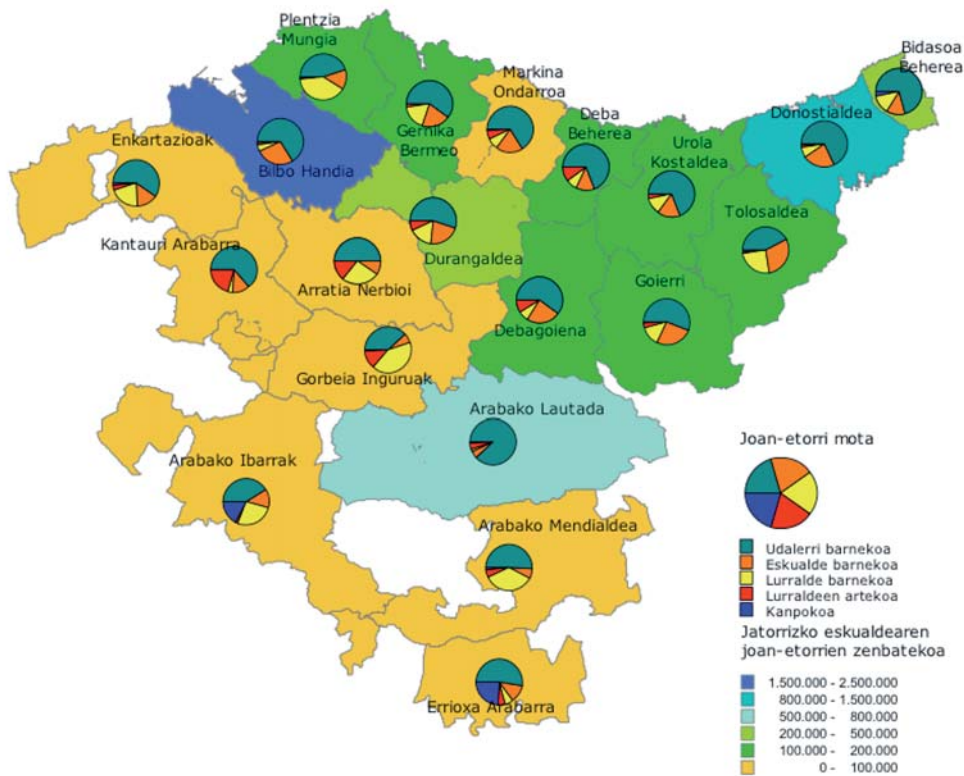 Plentzia
Mungia
Bidasoa
Beherea
Markina
Ondarroa
Deba
Beherea
Donostialdea
Urola
Kostaldea
Gernika
Bermeo
Enkartazioak
Bilbo Handia
Tolosaldea
Kantauri Arabarra
Durangaldea
Arratia Nerbioi
Debagoiena
Goierri
Gorbeia Inguruak
Arabako Lautada
Arabako Ibarrak
Arabako Mendialdea
Errioxa Arabarra
Joan-etorri mota
Udalerri barnekoa
Eskualde barnekoa
Lurralde barnekoa
Lurraldeen artekoa
Kanpokoa
Jatorrizko eskualdearen
joan-etorrien zenbatekoa
1.500.000 - 2.500.000
800.000 - 1.500.000
500.000 - 800.000
200.000 - 500.000
100.000 - 200.000
0 - 100.000